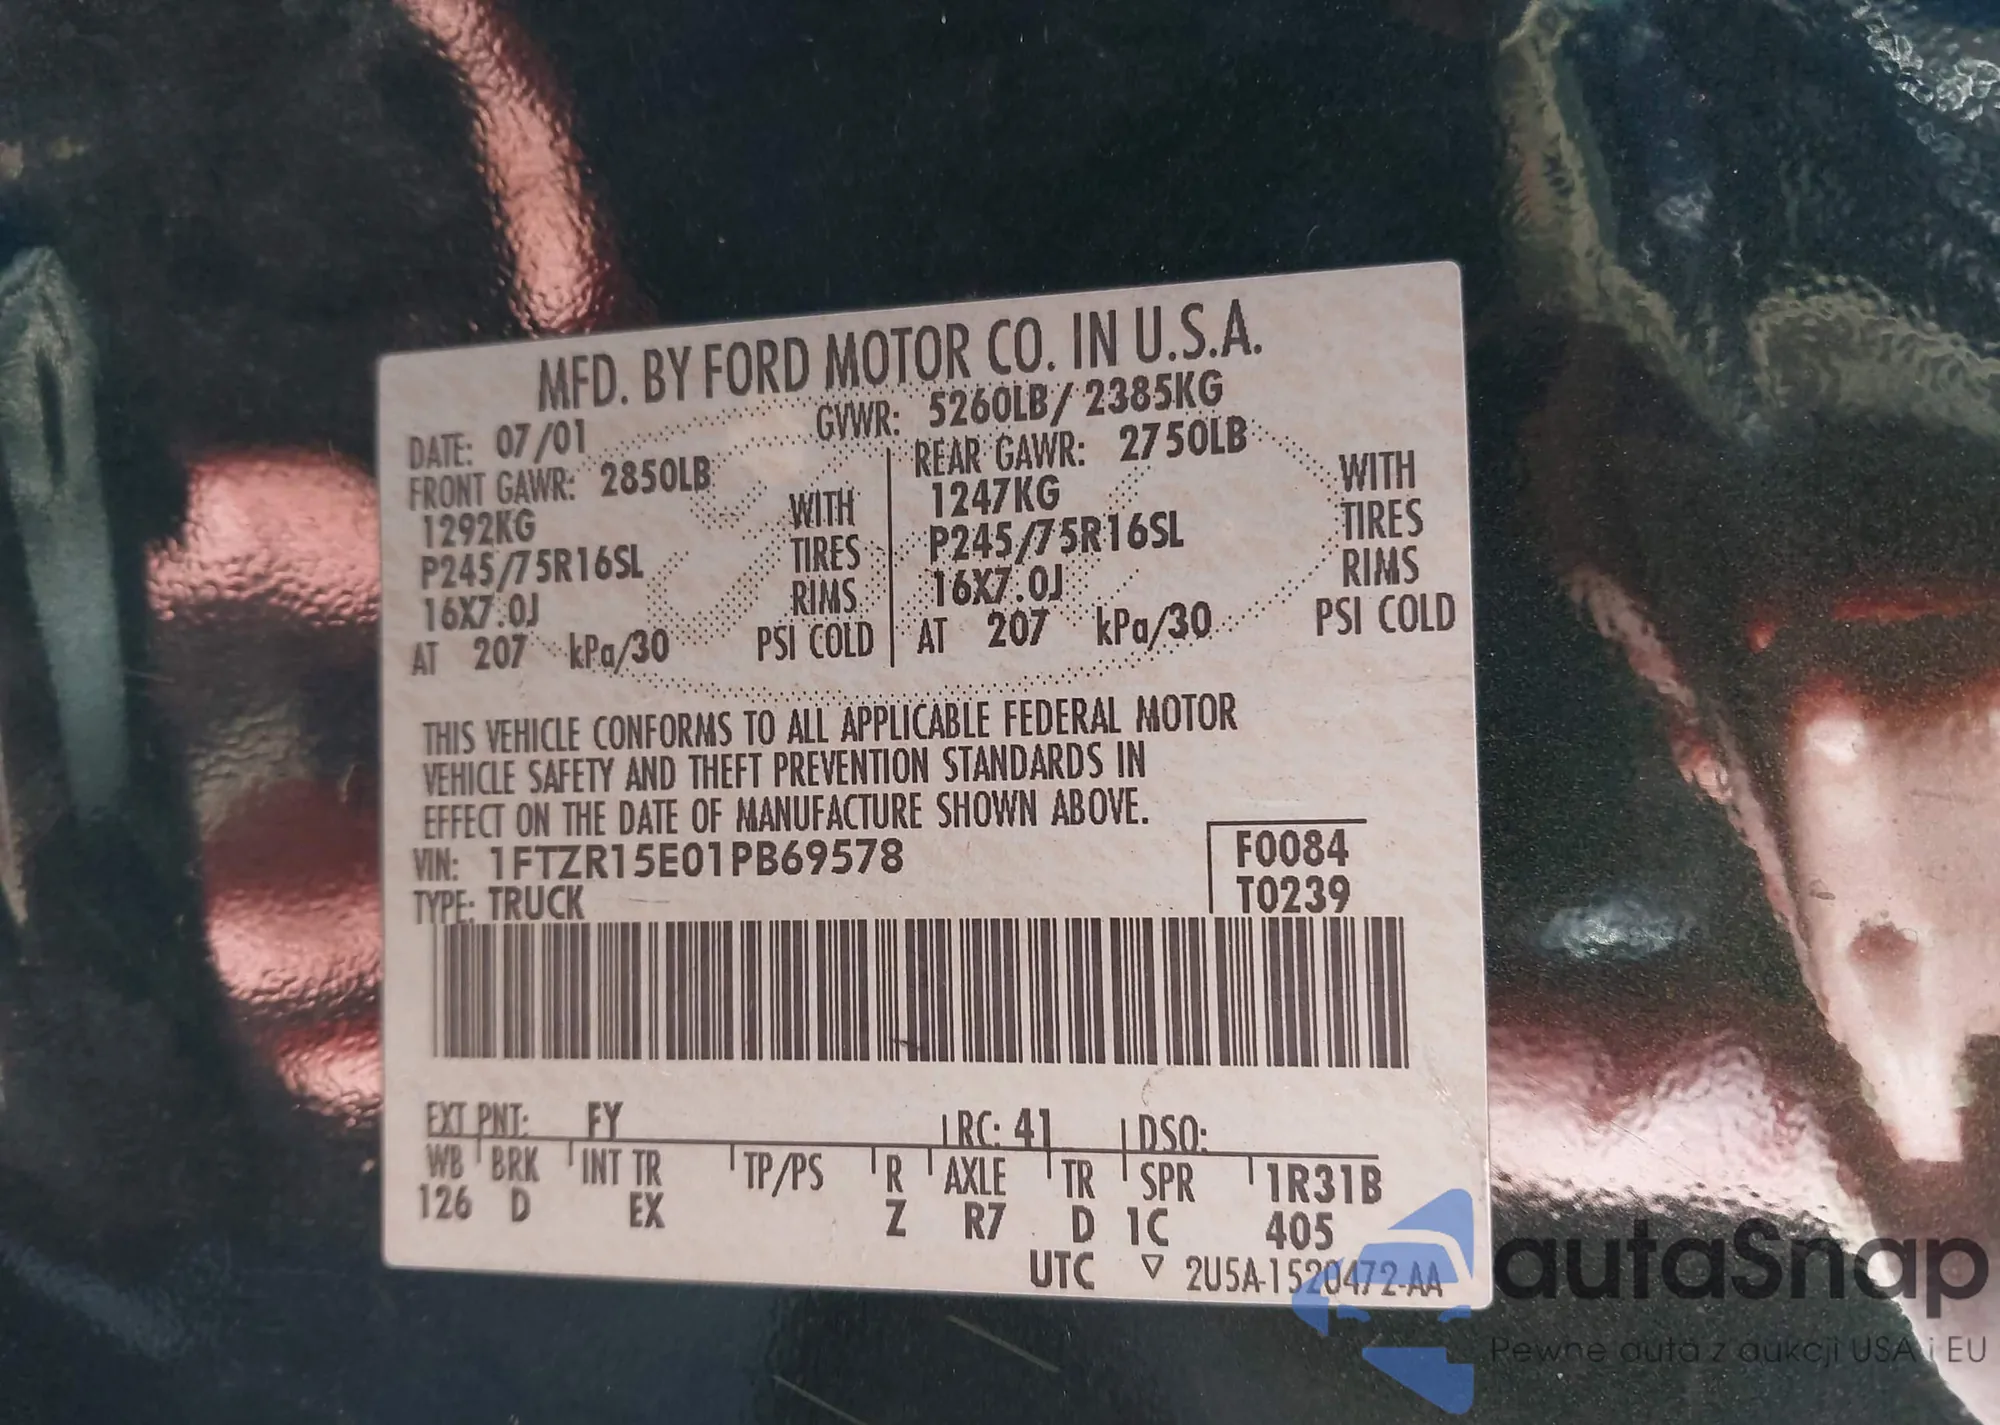 MFD. BY FORD MOTOR CO. IN U.S.A.
DATE: 07/01 GVWR: 5260LB/2385KG
FRONT GAWR: 2850LB REAR GAWR: 2750LB
1292KG WITH 1247KG WITH
P245/75R16SL TIRES P245/75R16SL TIRES
16X7.0J RIMS 16X7.0J RIMS
AT 207 kPa/30 PSI COLD AT 207 kPa/30 PSI COLD
THIS VEHICLE CONFORMS TO ALL APPLICABLE FEDERAL MOTOR
VEHICLE SAFETY AND THEFT PREVENTION STANDARDS IN
EFFECT ON THE DATE OF MANUFACTURE SHOWN ABOVE.
VIN: 1FTZR15E01PB69578 F0084
TYPE: TRUCK T0239
EXT PNT: FY RC: 41 DSO:
WB BRK INT TR TP/PS R AXLE TR SPR 1R31B
126 D EX Z R7 D 1C 405
UTC ▽ 2U5A-1520472-AA
autaSnap
Pewne auta z aukcji USA i EU